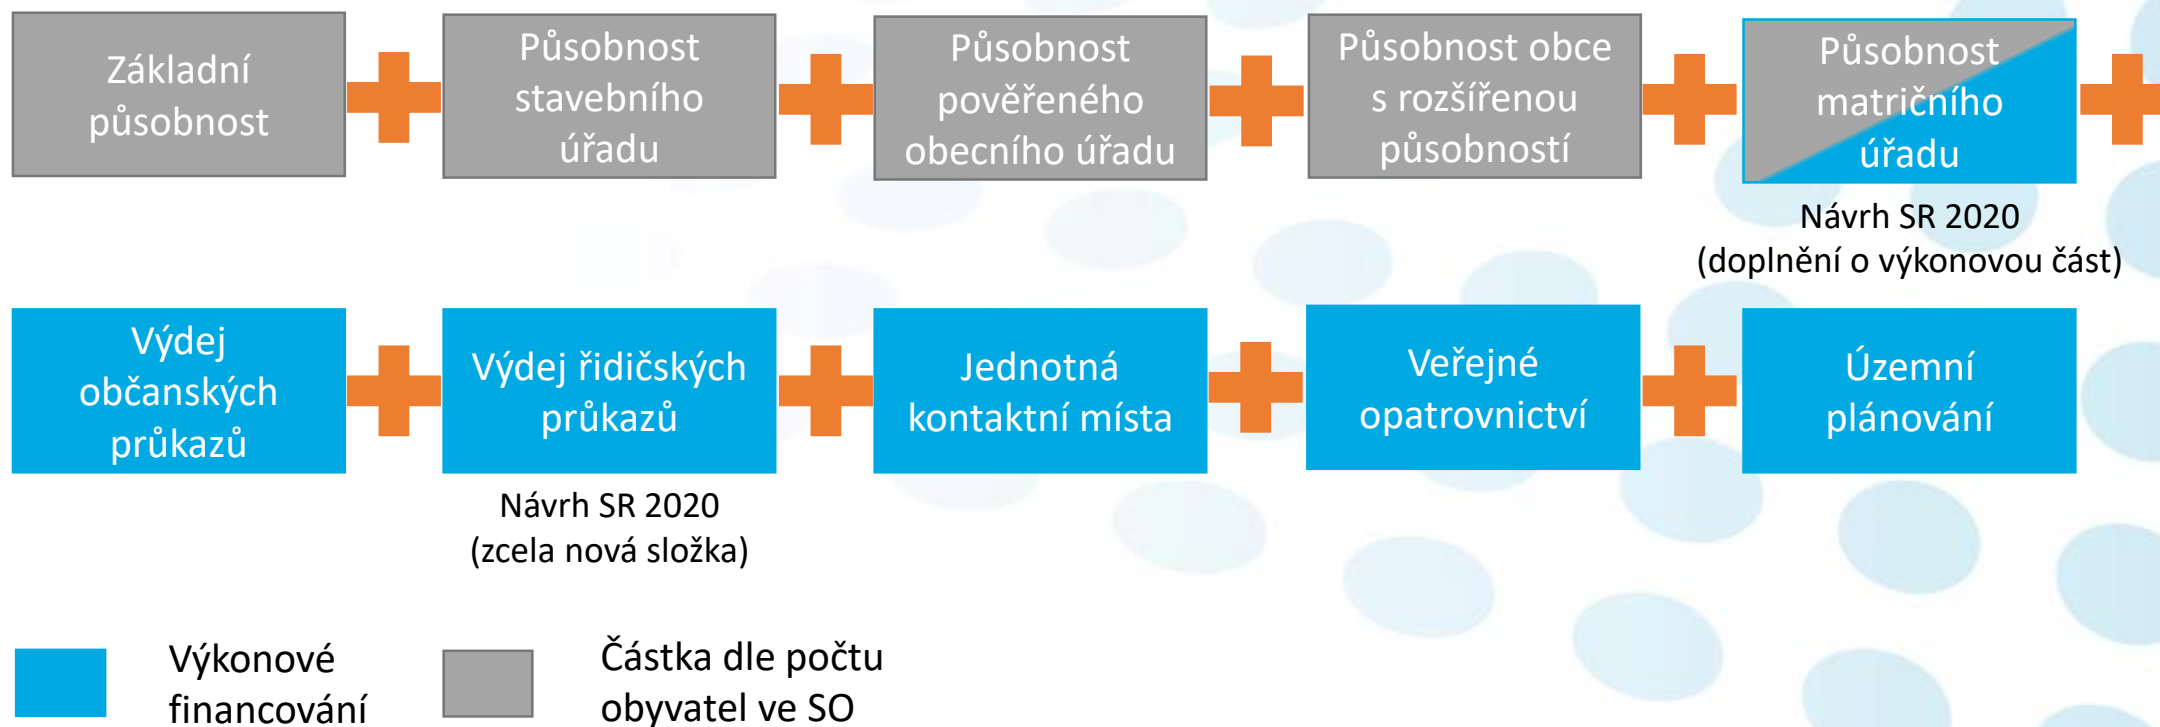 Základní
působnost
Působnost
stavebního
úřadu
Působnost
pověřeného
obecního úřadu
Působnost obce
s rozšířenou
působností
Působnost
matričního
úřadu
Návrh SR 2020
(doplnění o výkonovou část)
Výdej
občanských
průkazů
Výdej řidičských
průkazů
Návrh SR 2020
(zcela nová složka)
Jednotná
kontaktní místa
Veřejné
opatrovnictví
Územní
plánování
Výkonové
financování
Částka dle počtu
obyvatel ve SO